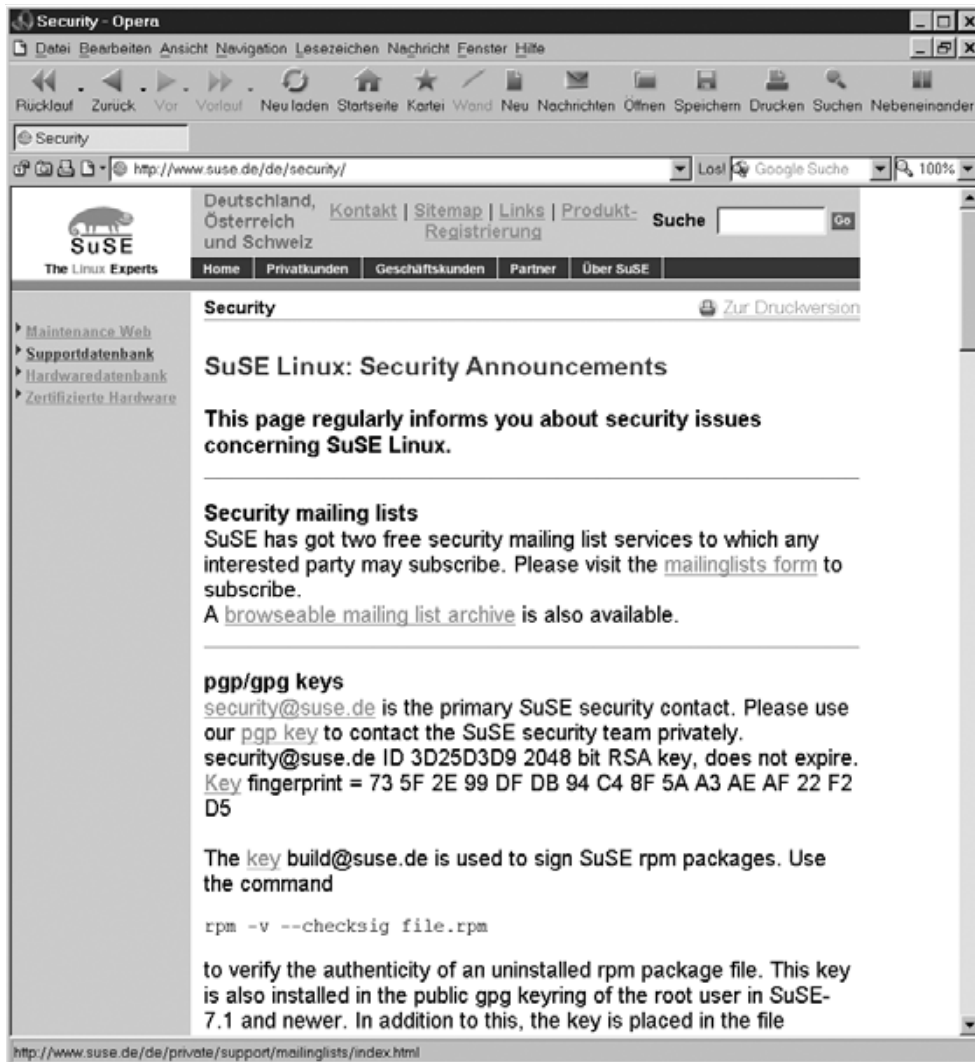 Security - Opera
Datei Bearbeiten Ansicht Navigation Lesezeichen Nachricht Fenster Hilfe
Rücklauf Zurück Vor Vorlauf Neu laden Startseite Kartei Wand Neu Nachrichten Öffnen Speichern Drucken Suchen Nebeneinander
Security
http://www.suse.de/de/security/ Los! Google Suche 100%
Deutschland,
Österreich
und Schweiz
Kontakt | Sitemap | Links | Produkt-
Registrierung
Suche Go
SuSE
The Linux Experts
Home Privatkunden Geschäftskunden Partner Über SuSE
Maintenance Web
Supportdatenbank
Hardwaredatenbank
Zertifizierte Hardware
Security Zur Druckversion
SuSE Linux: Security Announcements
This page regularly informs you about security issues
concerning SuSE Linux.
Security mailing lists
SuSE has got two free security mailing list services to which any
interested party may subscribe. Please visit the mailinglists form to
subscribe.
A browseable mailing list archive is also available.
pgp/gpg keys
security@suse.de is the primary SuSE security contact. Please use
our pgp key to contact the SuSE security team privately.
security@suse.de ID 3D25D3D9 2048 bit RSA key, does not expire.
Key fingerprint = 73 5F 2E 99 DF DB 94 C4 8F 5A A3 AE AF 22 F2
D5
The key build@suse.de is used to sign SuSE rpm packages. Use
the command
rpm -v --checksig file.rpm
to verify the authenticity of an uninstalled rpm package file. This key
is also installed in the public gpg keyring of the root user in SuSE-
7.1 and newer. In addition to this, the key is placed in the file
http://www.suse.de/de/private/support/mailinglists/index.html